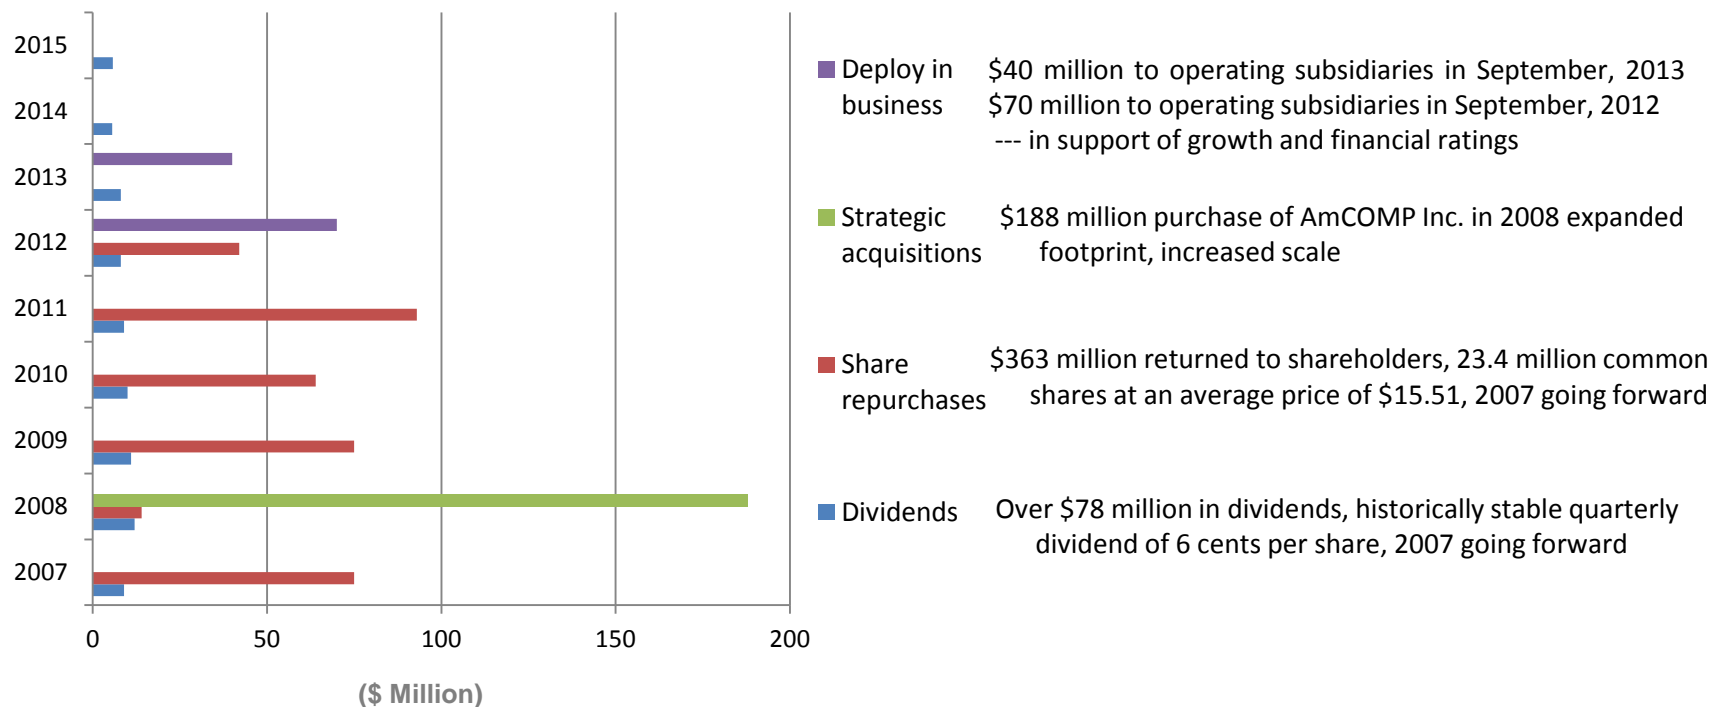 2015
2014
2013
2012
2011
2010
2009
2008
2007
0 50 100 150 200
($ Million)
Deploy in $40 million to operating subsidiaries in September, 2013
business $70 million to operating subsidiaries in September, 2012
--- in support of growth and financial ratings
Strategic $188 million purchase of AmCOMP Inc. in 2008 expanded
acquisitions footprint, increased scale
Share $363 million returned to shareholders, 23.4 million common
repurchases shares at an average price of $15.51, 2007 going forward
Dividends Over $78 million in dividends, historically stable quarterly
dividend of 6 cents per share, 2007 going forward